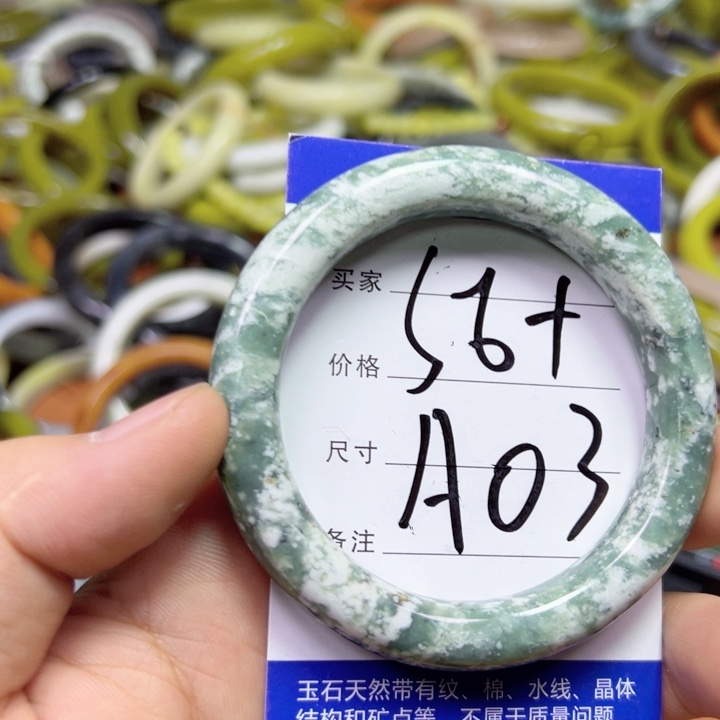 买家
56+
价格
尺寸
A03
备注
玉石天然带有纹、棉、水线、晶体
结构和矿点等，不属于质量问题